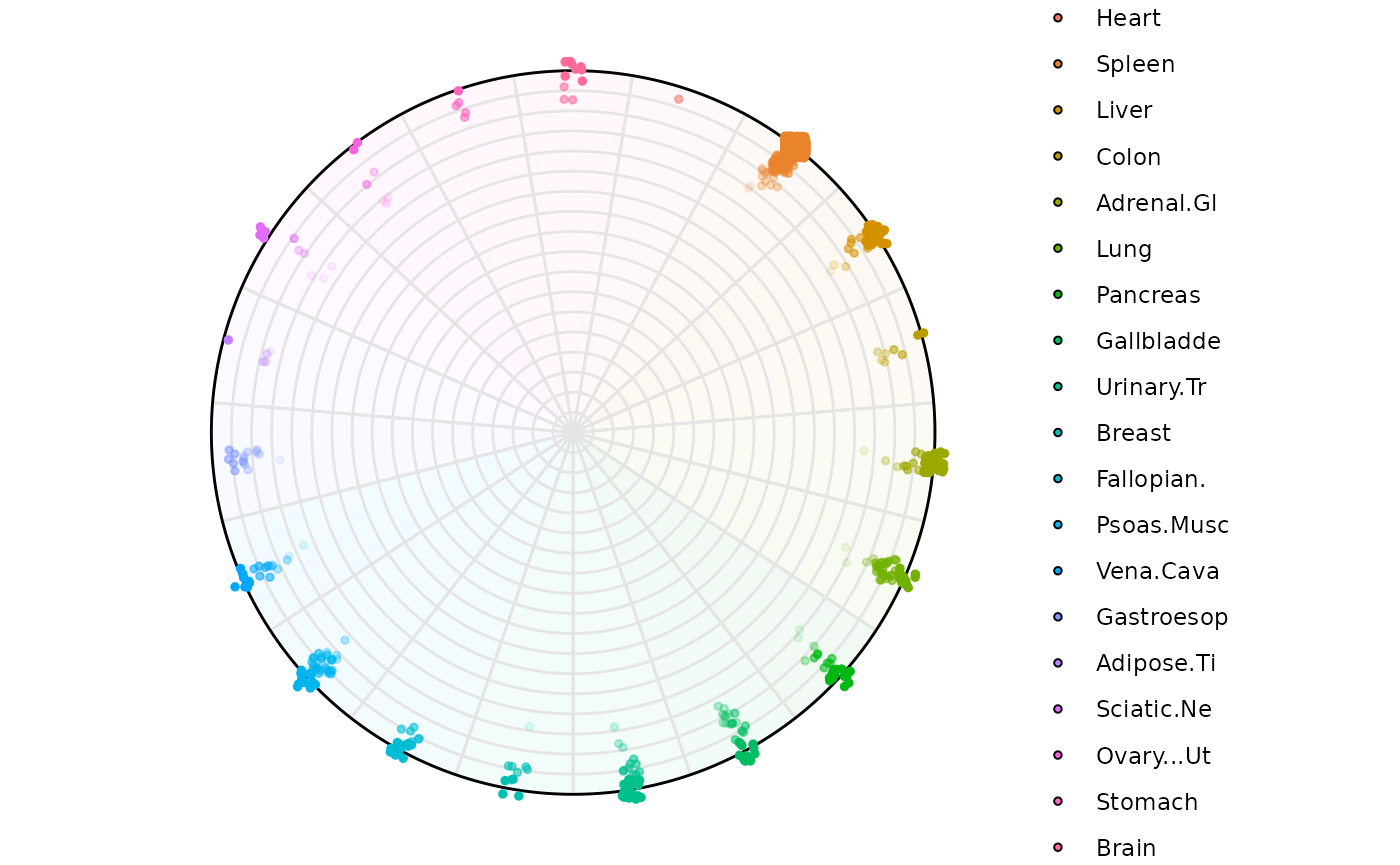 Heart
Spleen
Liver
Colon
Adrenal.Gl
Lung
Pancreas
Gallbladde
Urinary.Tr
Breast
Fallopian.
Psoas.Musc
Vena.Cava
Gastroesop
Adipose.Ti
Sciatic.Ne
Ovary...Ut
Stomach
Brain